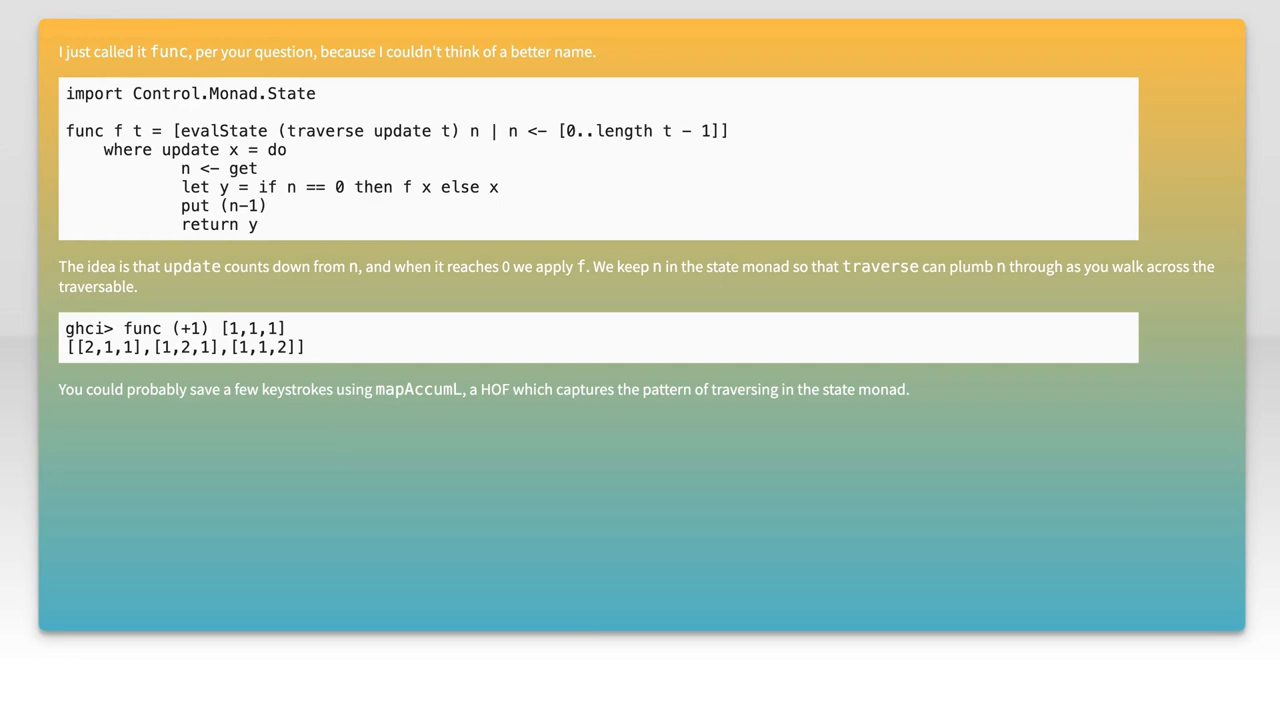 I just called it func, per your question, because I couldn't think of a better name.
import Control.Monad.State
func f t = [evalState (traverse update t) n | n <- [0..length t - 1]]
    where update x = do
            n <- get
            let y = if n == 0 then f x else x
            put (n-1)
            return y
The idea is that update counts down from n, and when it reaches 0 we apply f. We keep n in the state monad so that traverse can plumb n through as you walk across the
traversable.
ghci> func (+1) [1,1,1]
[[2,1,1],[1,2,1],[1,1,2]]
You could probably save a few keystrokes using mapAccumL, a HOF which captures the pattern of traversing in the state monad.